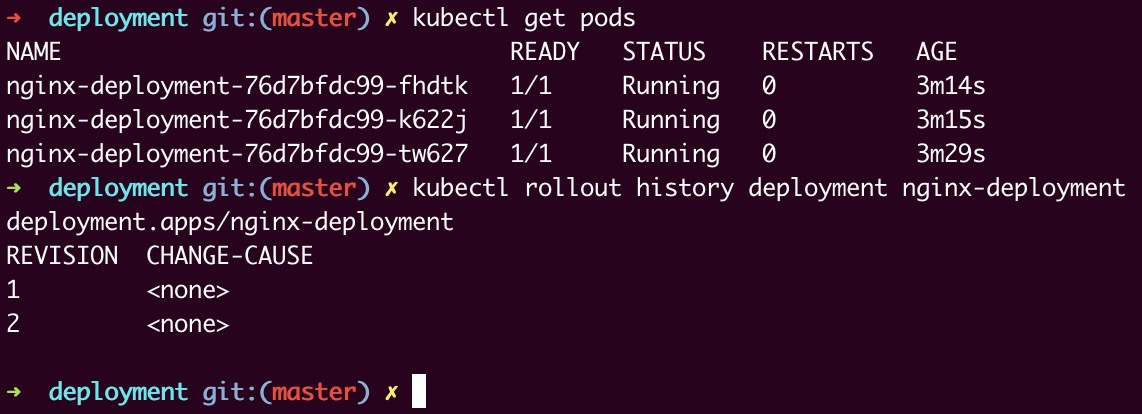 ➜  deployment git:(master) ✗ kubectl get pods
NAME                                READY   STATUS    RESTARTS   AGE
nginx-deployment-76d7bfdc99-fhdtk   1/1     Running   0          3m14s
nginx-deployment-76d7bfdc99-k622j   1/1     Running   0          3m15s
nginx-deployment-76d7bfdc99-tw627   1/1     Running   0          3m29s
➜  deployment git:(master) ✗ kubectl rollout history deployment nginx-deployment
deployment.apps/nginx-deployment
REVISION  CHANGE-CAUSE
1         <none>
2         <none>
➜  deployment git:(master) ✗